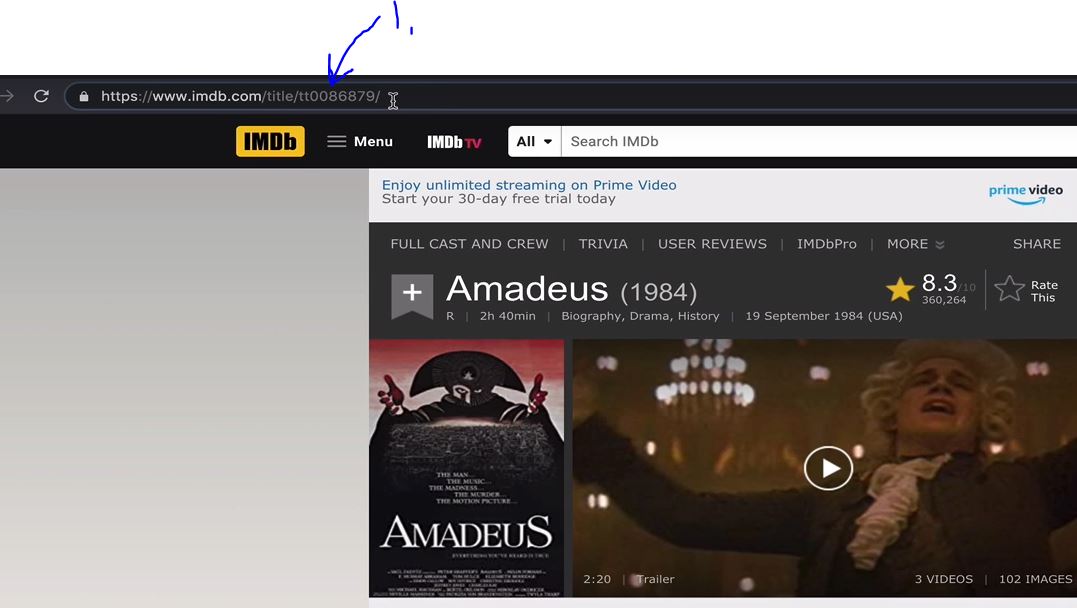 1.
https://www.imdb.com/title/tt0086879/
IMDb Menu IMDb TV All Search IMDb
Enjoy unlimited streaming on Prime Video
Start your 30-day free trial today
prime video
FULL CAST AND CREW | TRIVIA | USER REVIEWS | IMDbPro | MORE SHARE
+ Amadeus (1984)
8.3/10
360,264
Rate
This
R | 2h 40min | Biography, Drama, History | 19 September 1984 (USA)
THE MAN...
THE MUSIC...
THE MADNESS...
THE MURDER...
THE MOTION PICTURE...
AMADEUS
...EVERYTHING YOU'VE HEARD IS TRUE
2:20 | Trailer
3 VIDEOS | 102 IMAGES